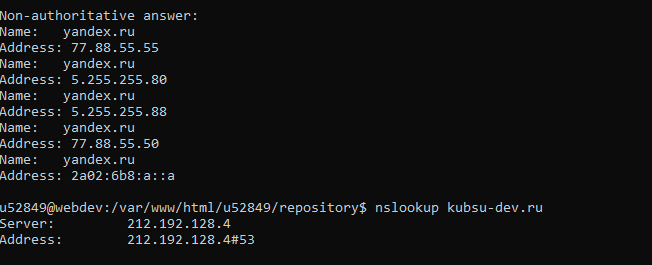 Non-authoritative answer:
Name:   yandex.ru
Address: 77.88.55.55
Name:   yandex.ru
Address: 5.255.255.80
Name:   yandex.ru
Address: 5.255.255.88
Name:   yandex.ru
Address: 77.88.55.50
Name:   yandex.ru
Address: 2a02:6b8:a::a
u52849@webdev:/var/www/html/u52849/repository$ nslookup kubsu-dev.ru
Server:         212.192.128.4
Address:        212.192.128.4#53